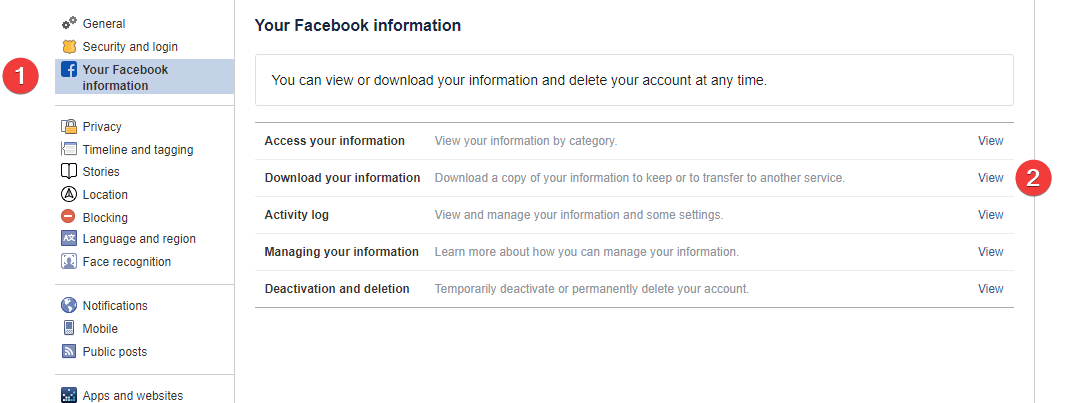 General
Security and login
1
Your Facebook
information
Privacy
Timeline and tagging
Stories
Location
Blocking
Language and region
Face recognition
Notifications
Mobile
Public posts
Apps and websites
Your Facebook information
You can view or download your information and delete your account at any time.
Access your information View your information by category. View
Download your information Download a copy of your information to keep or to transfer to another service. View 2
Activity log View and manage your information and some settings. View
Managing your information Learn more about how you can manage your information. View
Deactivation and deletion Temporarily deactivate or permanently delete your account. View